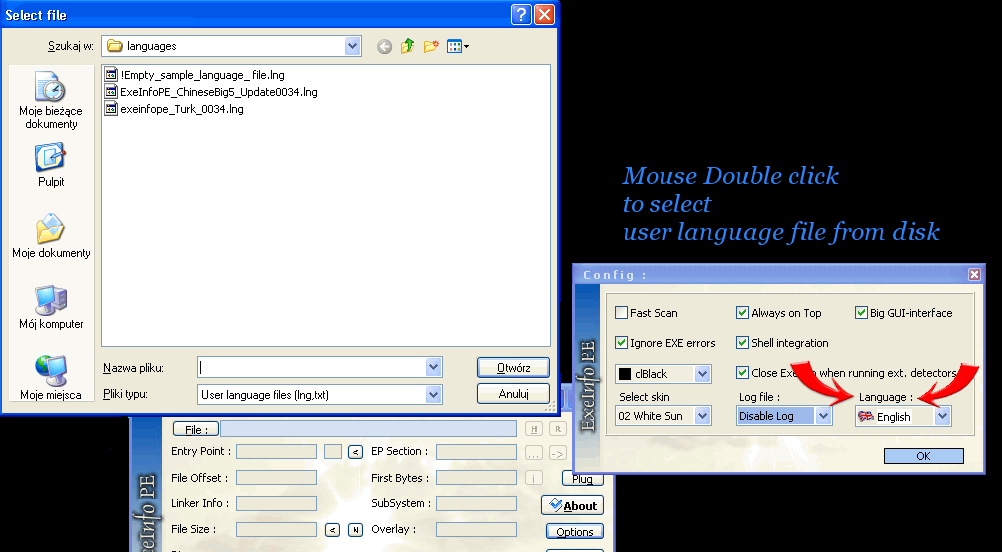 Select file
Szukaj w:
languages
!Empty_sample_language_ file.lng
ExeInfoPE_ChineseBig5_Update0034.lng
exeinfope_Turk_0034.lng
Moje bieżące
dokumenty
Pulpit
Moje dokumenty
Mój komputer
Moje miejsca
Nazwa pliku:
Otwórz
Pliki typu:
User language files (lng,txt)
Anuluj
Mouse Double click
to select
user language file from disk
Config :
ExeInfo PE
Fast Scan
Always on Top
Big GUI-interface
Ignore EXE errors
Shell integration
clBlack
when running ext. detectors
Select skin
Log file :
Language :
02 White Sun
Disable Log
English
OK
File :
H
R
Entry Point :
<
EP Section :
...
->
File Offset :
First Bytes :
i
Plug
Linker Info :
SubSystem :
About
File Size :
<
N
Overlay :
Options
ExeInfo PE